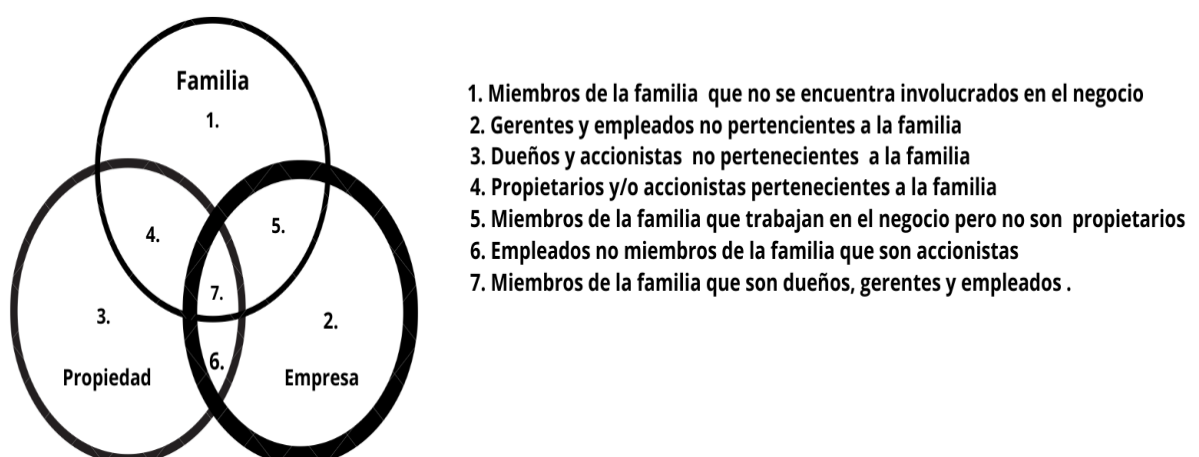 Familia
1.
4.
5.
7.
3.
2.
6.
Propiedad
Empresa
1. Miembros de la familia que no se encuentra involucrados en el negocio
2. Gerentes y empleados no pertencientes a la familia
3. Dueños y accionistas no pertenecientes a la familia
4. Propietarios y/o accionistas pertenecientes a la familia
5. Miembros de la familia que trabajan en el negocio pero no son propietarios
6. Empleados no miembros de la familia que son accionistas
7. Miembros de la familia que son dueños, gerentes y empleados .